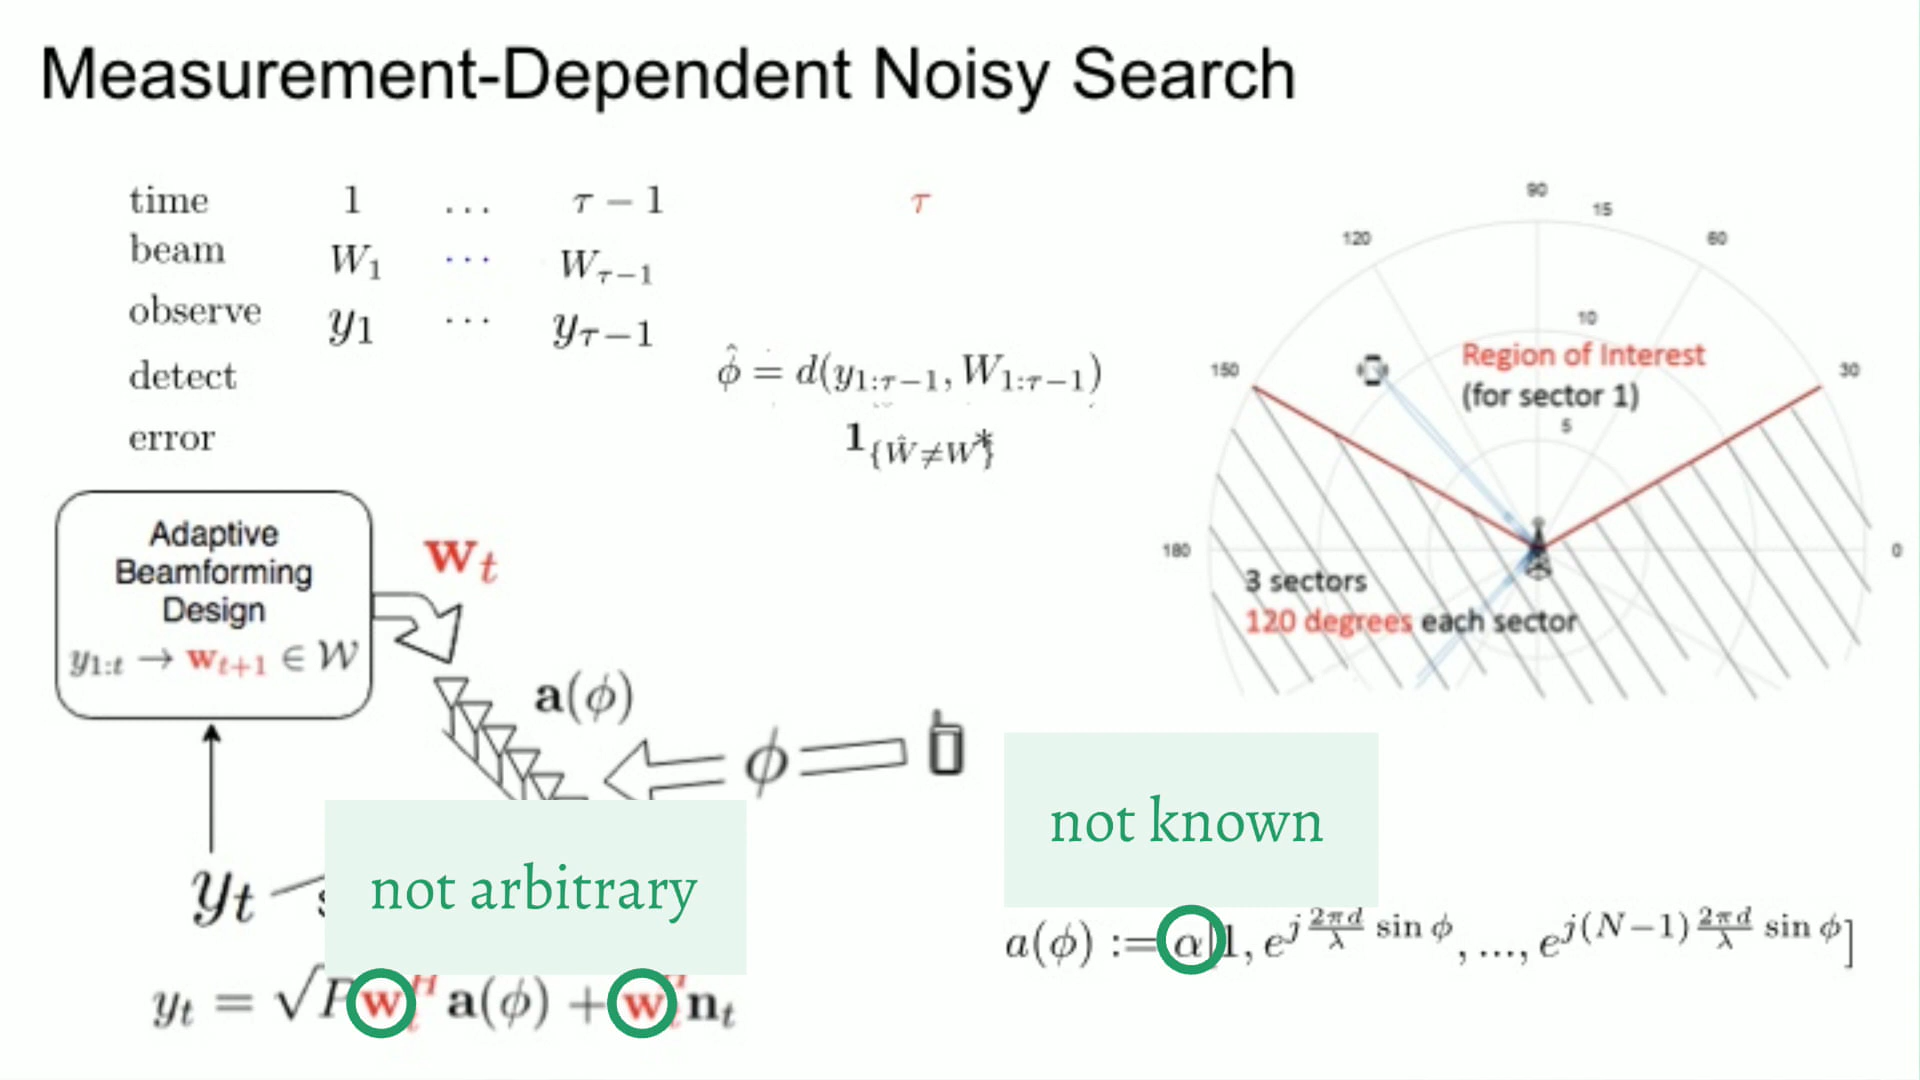 Measurement-Dependent Noisy Search
time 1 ... τ − 1 τ
beam W₁ ... W_{τ−1}
observe y₁ ... y_{τ−1}
detect φ̂ = d(y_{1:τ−1}, W_{1:τ−1})
error 1_{{Ŵ≠W*}}
90
15
120
60
10
150
Region of Interest
30
(for sector 1)
5
180
0
3 sectors
120 degrees each sector
Adaptive
Beamforming
Design
y_{1:t} → w_{t+1} ∈ W
w_t
a(φ)
φ
not known
not arbitrary
y_t
a(φ) := α[1, e^{j \frac{2πd}{λ} sin φ}, ..., e^{j(N−1) \frac{2πd}{λ} sin φ}]
y_t = √P w_t^H a(φ) + w_t^H n_t